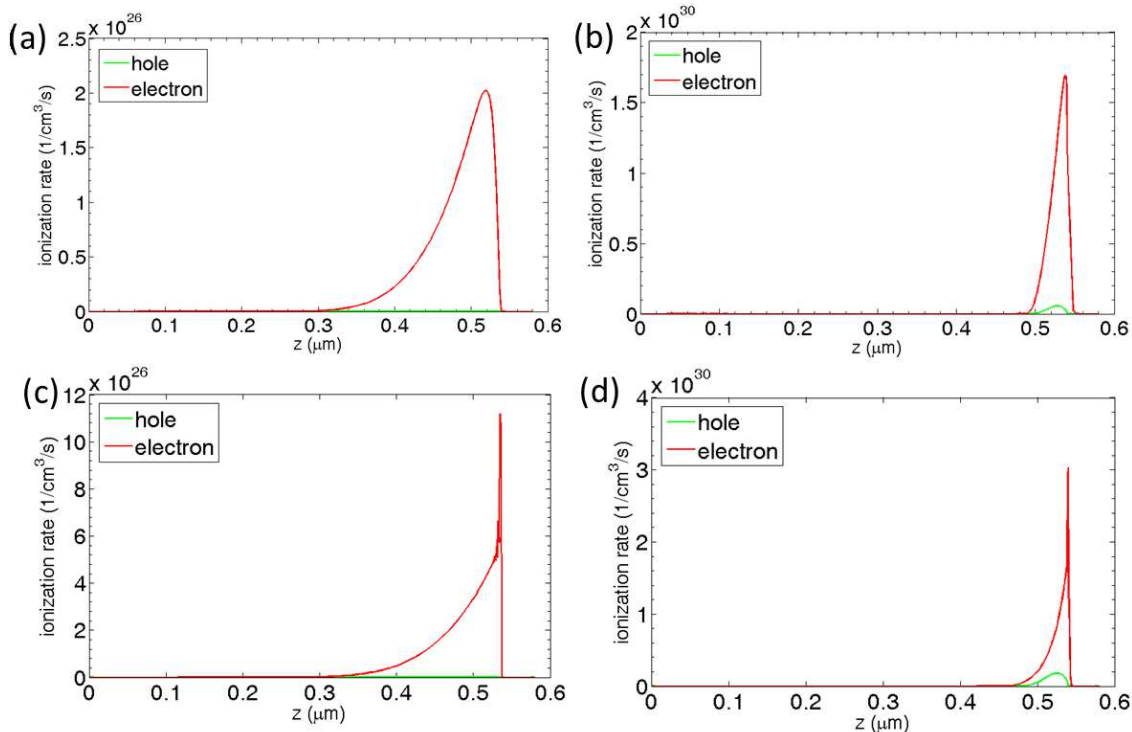 (a)
x 10^26
2.5
2
1.5
1
0.5
0
hole
electron
ionization rate (1/cm^3/s)
0 0.1 0.2 0.3 0.4 0.5 0.6
z (μm)
(b)
x 10^30
2
1.5
1
0.5
0
hole
electron
ionization rate (1/cm^3/s)
0 0.1 0.2 0.3 0.4 0.5 0.6
z (μm)
(c)
x 10^26
12
10
8
6
4
2
0
hole
electron
ionization rate (1/cm^3/s)
0 0.1 0.2 0.3 0.4 0.5 0.6
z (μm)
(d)
x 10^30
4
3
2
1
0
hole
electron
ionization rate (1/cm^3/s)
0 0.1 0.2 0.3 0.4 0.5 0.6
z (μm)